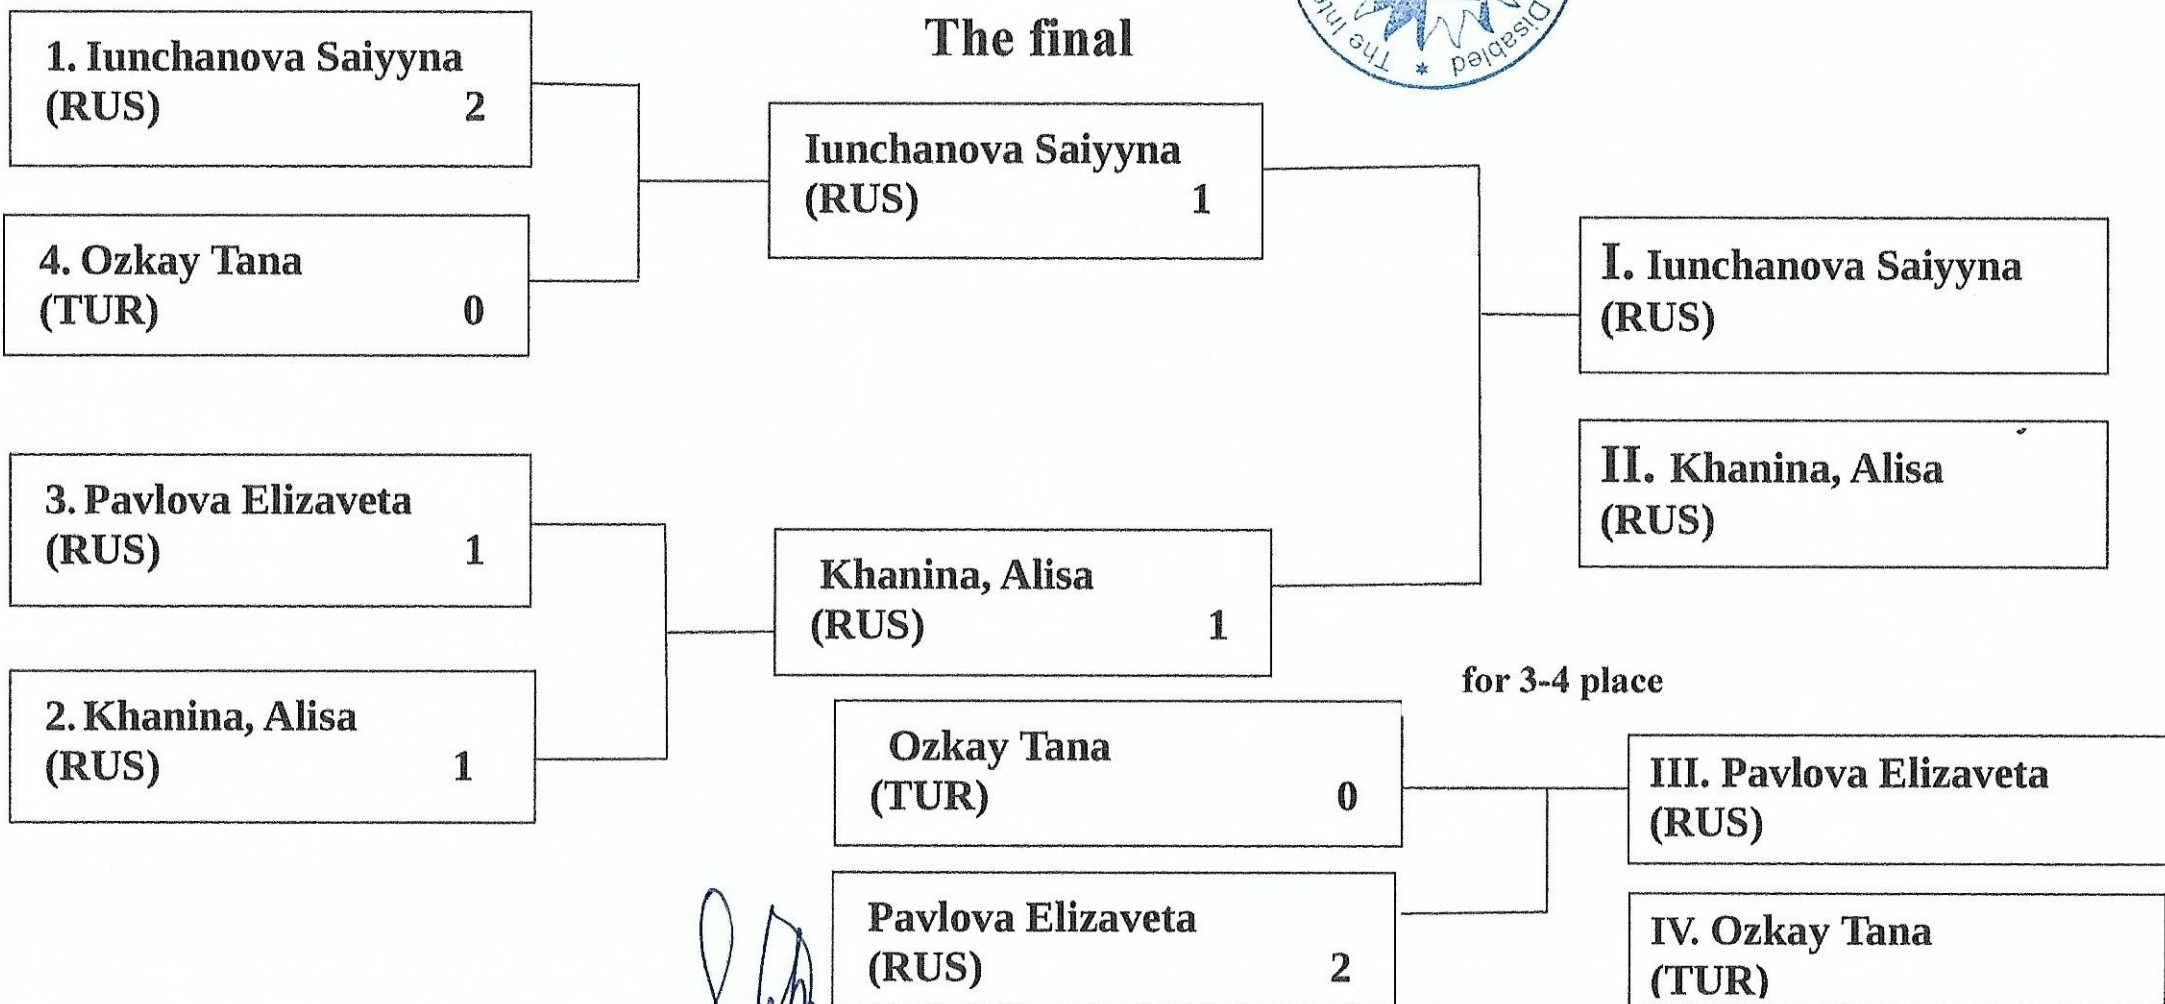 The final
The Inte
Disabled
1. Iunchanova Saiyyna
(RUS) 2
4. Ozkay Tana
(TUR) 0
3. Pavlova Elizaveta
(RUS) 1
2. Khanina, Alisa
(RUS) 1
Iunchanova Saiyyna
(RUS) 1
Khanina, Alisa
(RUS) 1
I. Iunchanova Saiyyna
(RUS)
II. Khanina, Alisa
(RUS)
for 3-4 place
Ozkay Tana
(TUR) 0
Pavlova Elizaveta
(RUS) 2
III. Pavlova Elizaveta
(RUS)
IV. Ozkay Tana
(TUR)